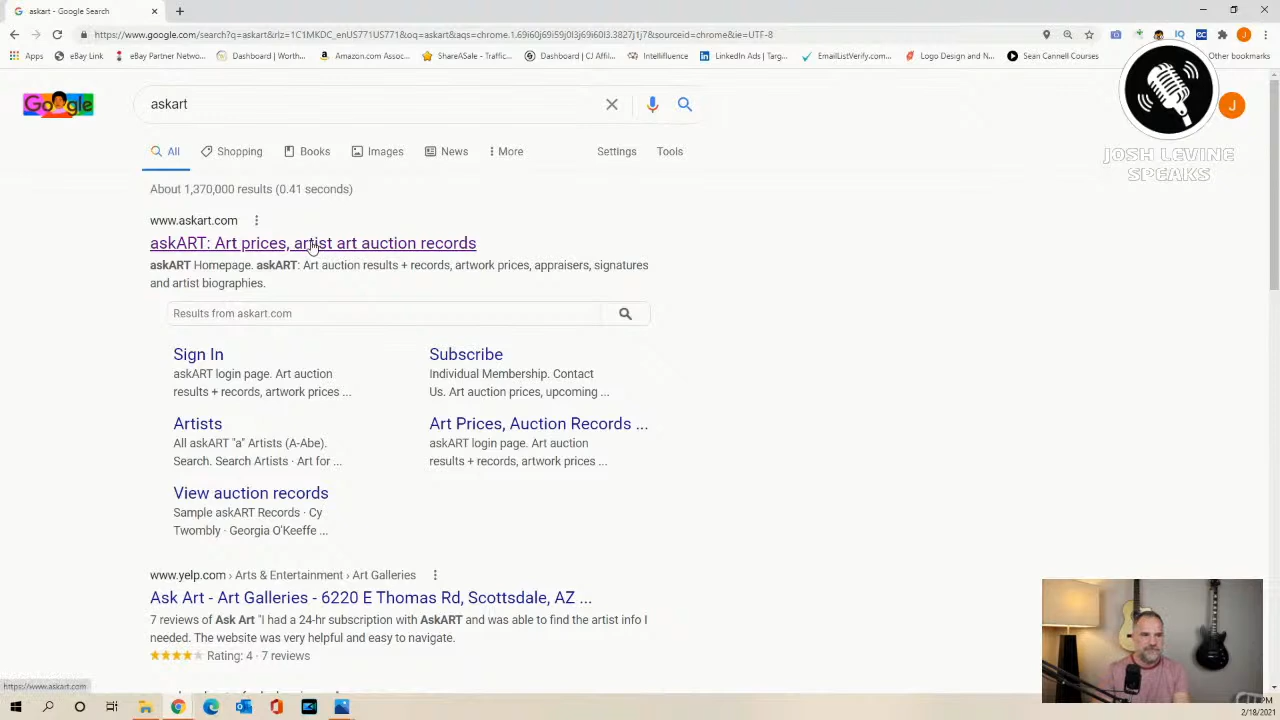 askart - Google Search
https://www.google.com/search?q=askart&rlz=1C1MKDC_enUS771US771&oq=askart&aqs=chrome.1.69i60j69i59j0l3j69i60l3.3827j1j7&sourceid=chrome&ie=UTF-8
Apps eBay Linkou eBay Partner Network Dashboard | Worth... Amazon.com Assoc... FlareAndSale Dashboard | CJ Affili... Intellifluence LinkedIn Ads | Targ... EmailListVerify | Logo Design and N... Sean Cannell Courses Other bookmarks
Google
askart
J
JOSH LEVINE
SPEAKS
All Shopping Books Images News More Settings Tools
About 1,370,000 results (0.41 seconds)
www.askart.com
askART: Art prices, artist art auction records
askART Homepage. askART: Art auction results + records, artwork prices, appraisers, signatures
and artist biographies.
Results from askart.com
Sign In
askART login page. Art auction
results + records, artwork prices ...
Subscribe
Individual Membership. Contact
Us. Art auction prices, upcoming ...
Artists
All askART "a" Artists (A-Abe).
Search. Search Artists · Art for ...
Art Prices, Auction Records ...
askART login page. Art auction
results + records, artwork prices ...
View auction records
Sample askART Records · Cy
Twombly · Georgia O'Keeffe ...
www.yelp.com › Arts & Entertainment › Art Galleries
Ask Art - Art Galleries - 6220 E Thomas Rd, Scottsdale, AZ ...
7 reviews of Ask Art "I had a 24-hr subscription with AskART and was able to find the artist info I
needed. The website was very helpful and easy to navigate.
Rating: 4 · 7 reviews
https://www.askart.com
PM
2/18/2021